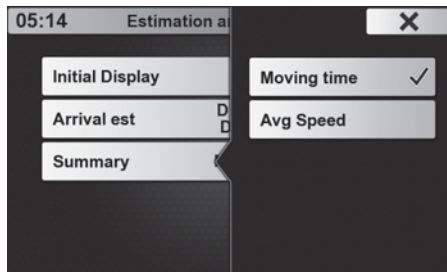 05:14
Estimation a
Initial Display
Arrival est
D
D
Summary
Moving time
Avg Speed